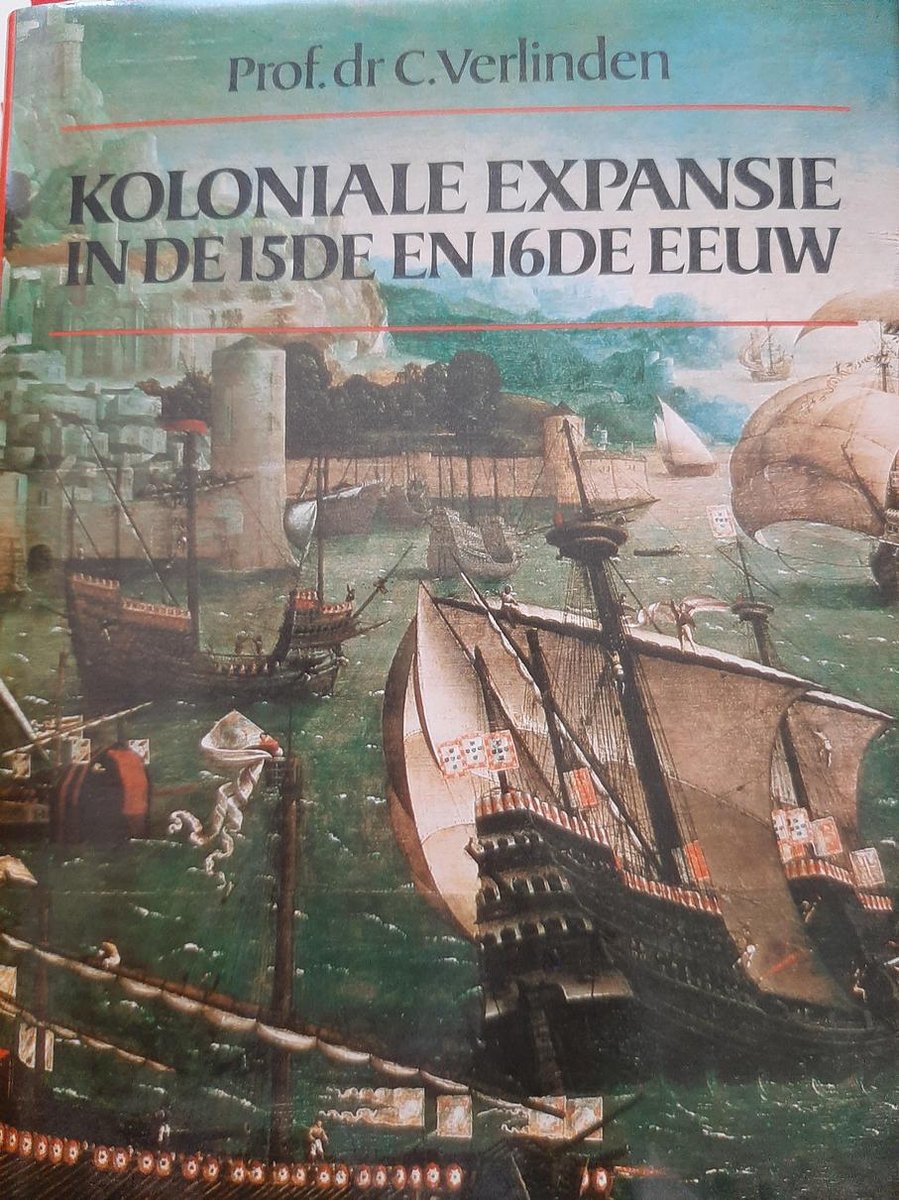 Prof. dr C. Verlinden
KOLONIALE EXPANSIE
IN DE 15DE EN 16DE EEUW